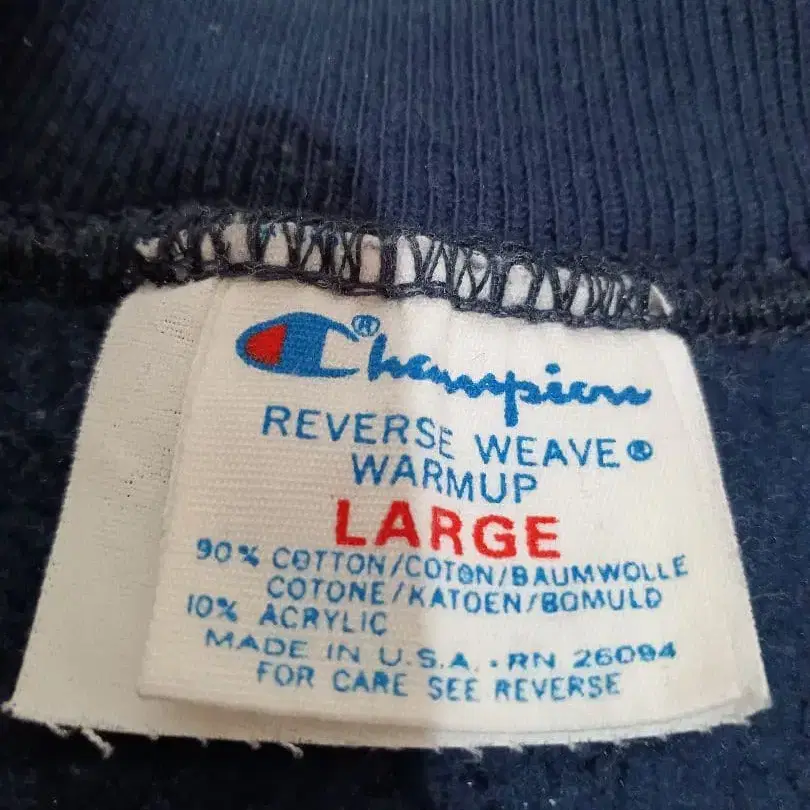 Champion®
REVERSE WEAVE®
WARMUP
LARGE
90% COTTON/COTON/BAUMWOLLE
COTONE/KATOEN/BOMULD
10% ACRYLIC
MADE IN U.S.A. • RN 26094
FOR CARE SEE REVERSE